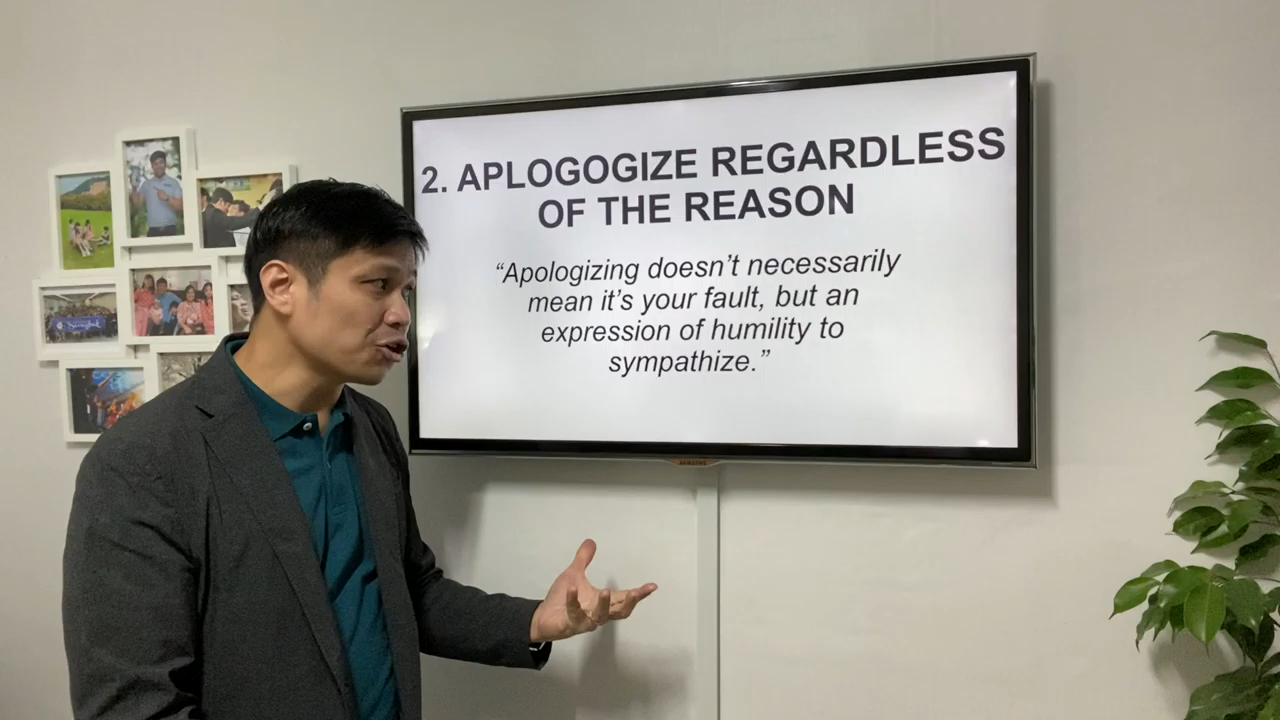 2. APLOGOGIZE REGARDLESS
OF THE REASON
“Apologizing doesn’t necessarily
mean it’s your fault, but an
expression of humility to
sympathize.”
SAMSUNG